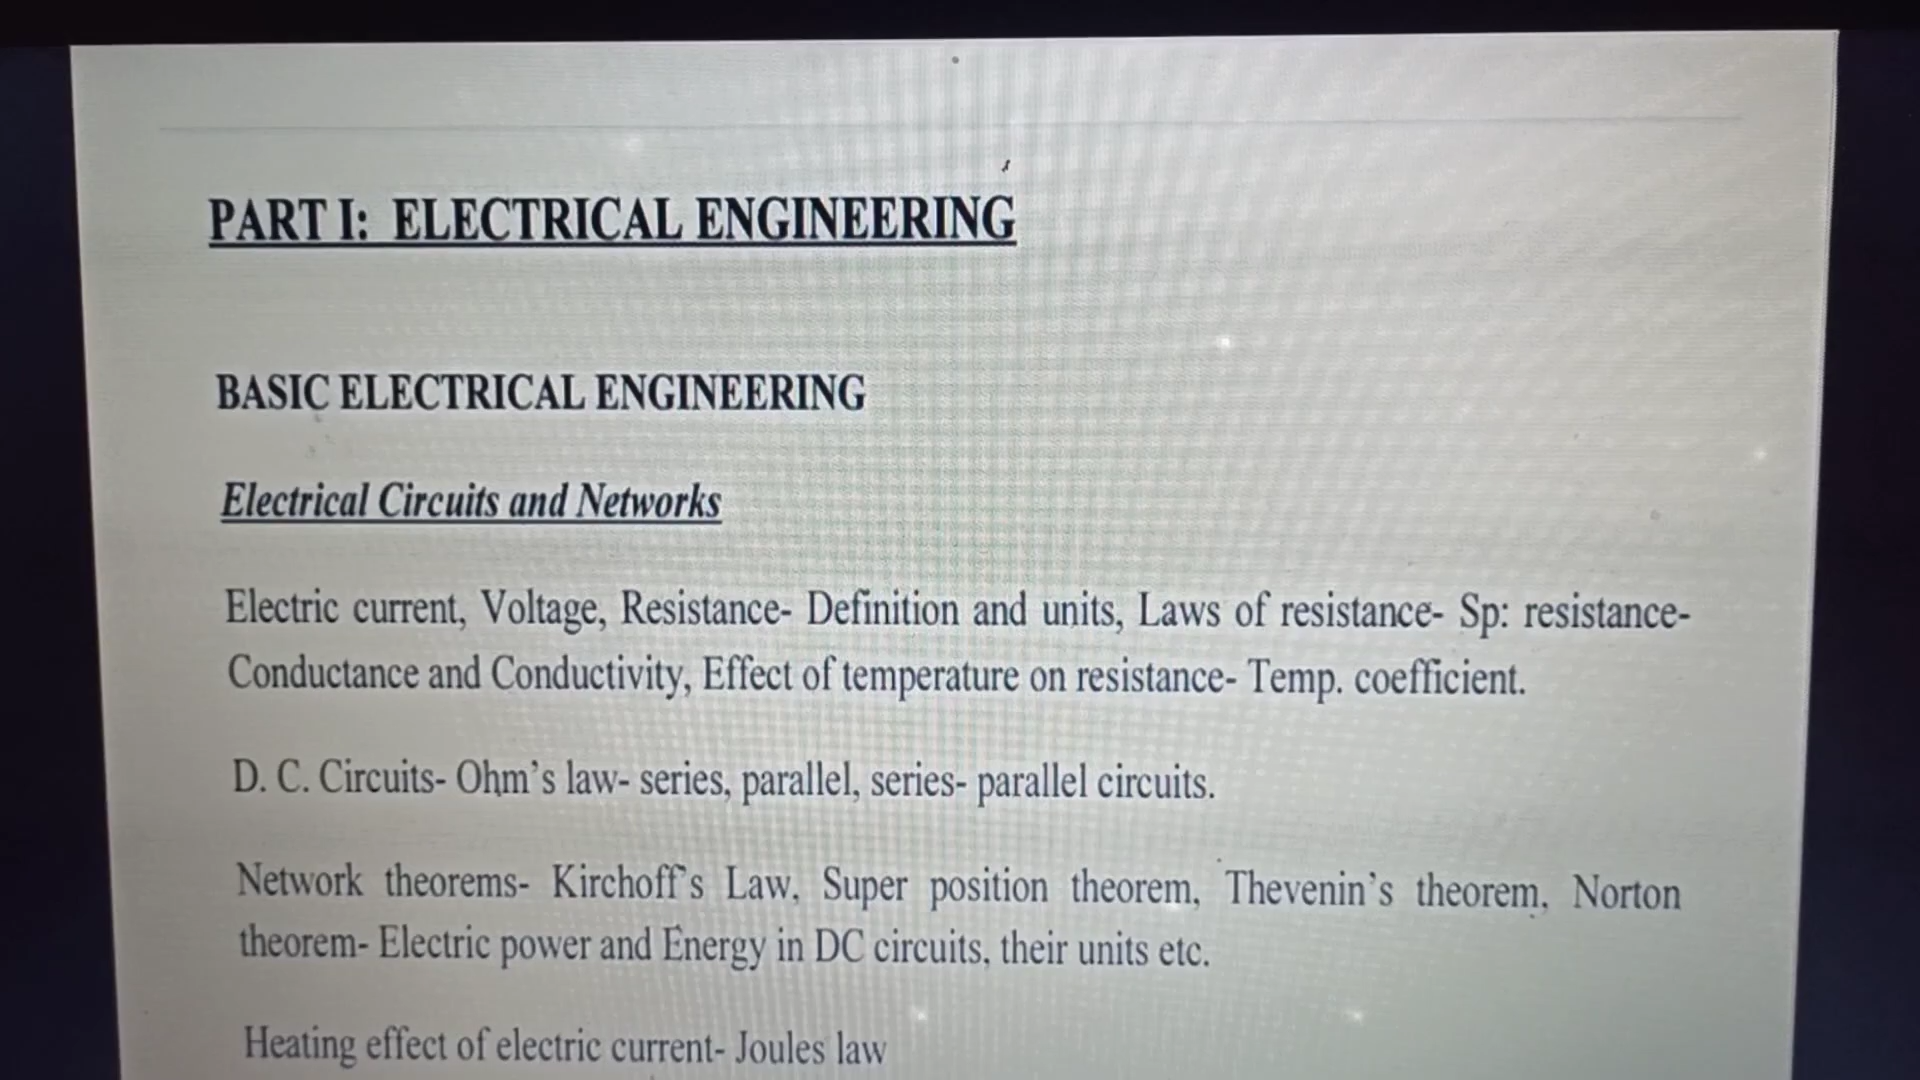 PART I: ELECTRICAL ENGINEERING
BASIC ELECTRICAL ENGINEERING
Electrical Circuits and Networks
Electric current, Voltage, Resistance- Definition and units, Laws of resistance- Sp: resistance-
Conductance and Conductivity, Effect of temperature on resistance- Temp. coefficient.
D. C. Circuits- Ohm’s law- series, parallel, series- parallel circuits.
Network theorems- Kirchoff’s Law, Super position theorem, Thevenin’s theorem, Norton
theorem- Electric power and Energy in DC circuits, their units etc.
Heating effect of electric current- Joules law